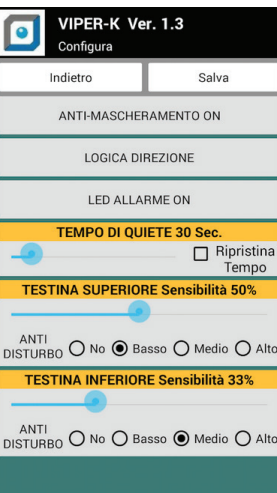 VIPER-K Ver. 1.3
Configura
Indietro Salva
ANTI-MASCHERAMENTO ON
LOGICA DIREZIONE
LED ALLARME ON
TEMPO DI QUIETE 30 Sec.
Ripristina
Tempo
TESTINA SUPERIORE Sensibilità 50%
ANTI
DISTURBO No Basso Medio Alto
TESTINA INFERIORE Sensibilità 33%
ANTI
DISTURBO No Basso Medio Alto